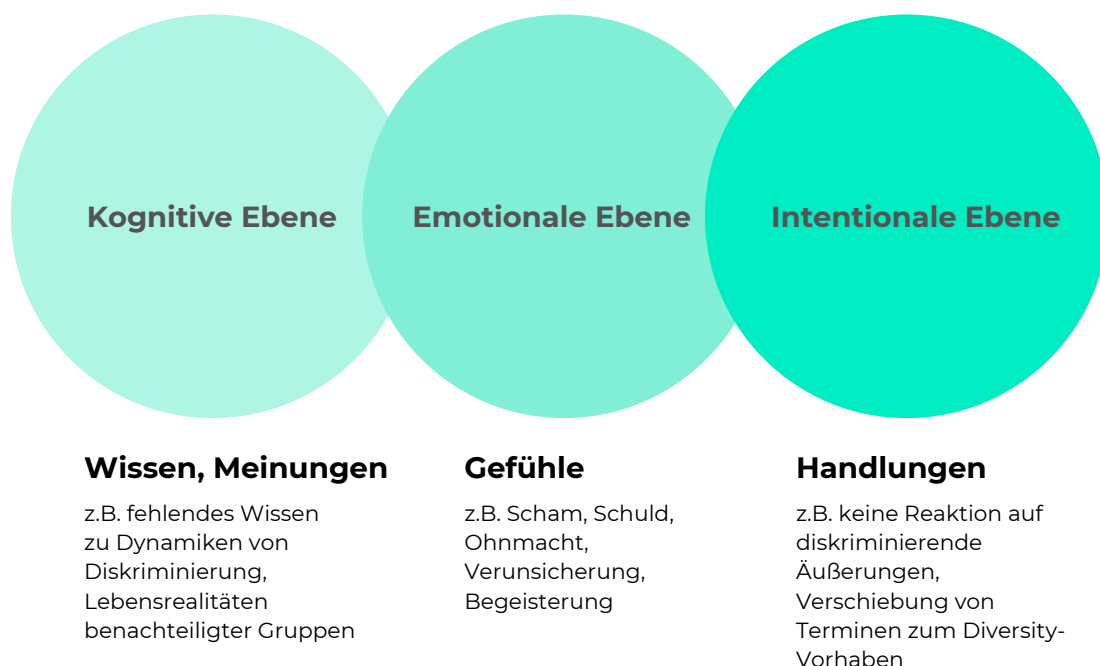 Kognitive Ebene
Emotionale Ebene
Intentionale Ebene
Wissen, Meinungen
z.B. fehlendes Wissen
zu Dynamiken von
Diskriminierung,
Lebensrealitäten
benachteiligter Gruppen
Gefühle
z.B. Scham, Schuld,
Ohnmacht,
Verunsicherung,
Begeisterung
Handlungen
z.B. keine Reaktion auf
diskriminierende
Äußerungen,
Verschiebung von
Terminen zum Diversity-
Vorhaben